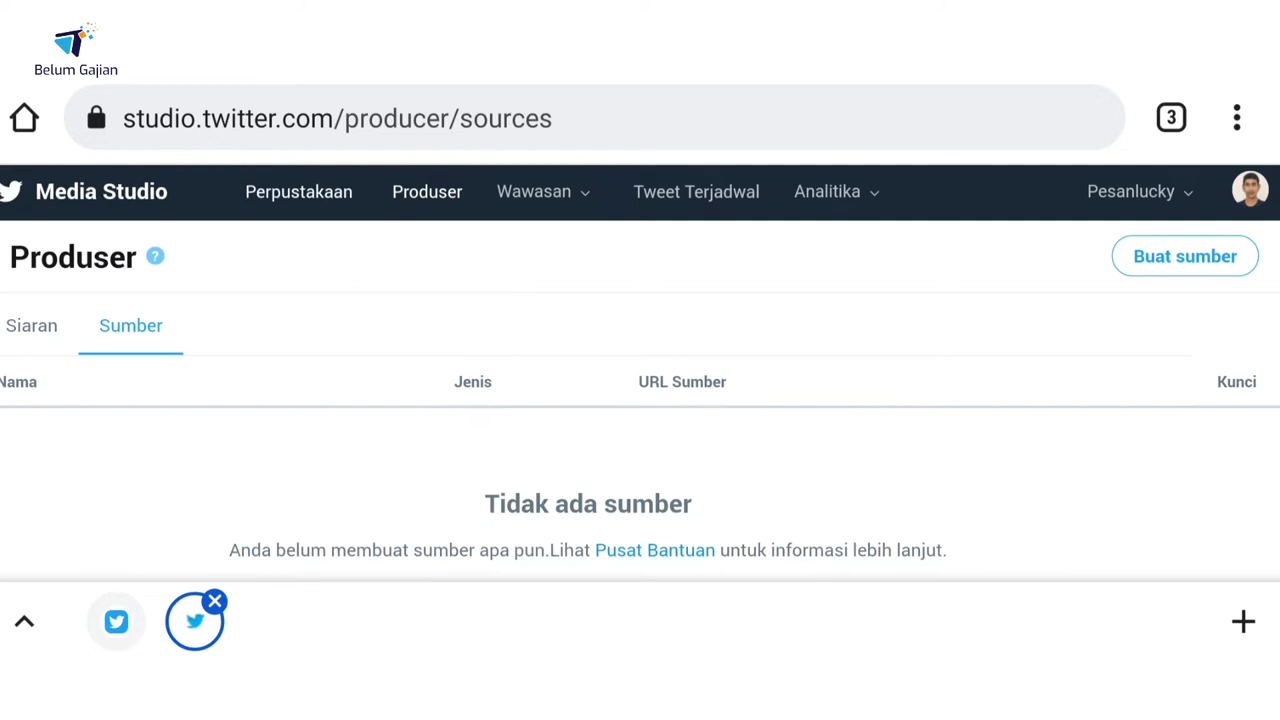 Belum Gajian
studio.twitter.com/producer/sources
3
Media Studio
Perpustakaan
Produser
Wawasan
Tweet Terjadwal
Analitika
Pesanlucky
Produser
?
Buat sumber
Siaran
Sumber
Nama
Jenis
URL Sumber
Kunci
Tidak ada sumber
Anda belum membuat sumber apa pun.Lihat Pusat Bantuan untuk informasi lebih lanjut.